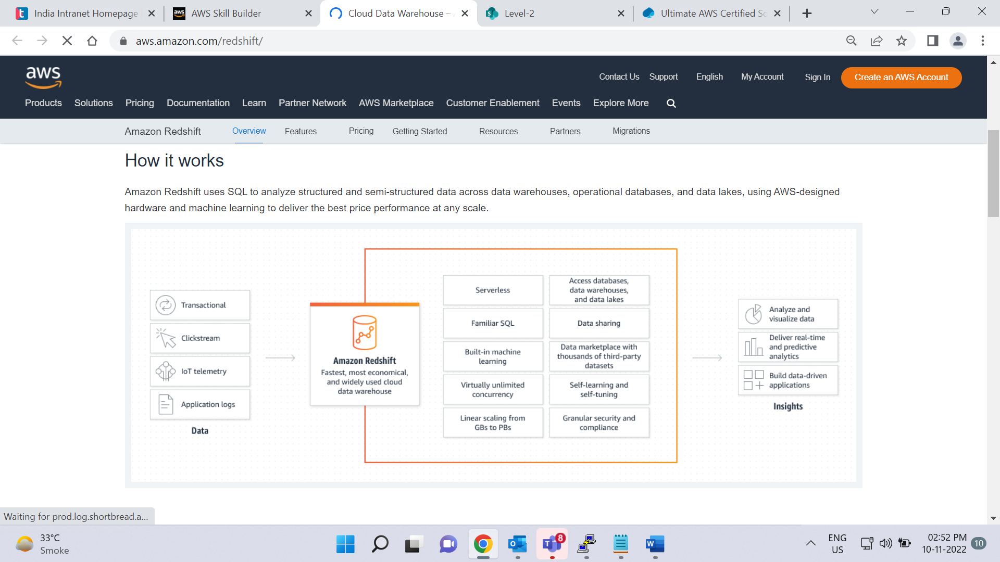 India Intranet Homepage
AWS Skill Builder
Cloud Data Warehouse –
Level-2
Ultimate AWS Certified So
aws.amazon.com/redshift/
aws
Contact Us Support English My Account Sign In Create an AWS Account
Products Solutions Pricing Documentation Learn Partner Network AWS Marketplace Customer Enablement Events Explore More
Amazon Redshift Overview Features Pricing Getting Started Resources Partners Migrations
How it works
Amazon Redshift uses SQL to analyze structured and semi-structured data across data warehouses, operational databases, and data lakes, using AWS-designed
hardware and machine learning to deliver the best price performance at any scale.
Transactional
Clickstream
IoT telemetry
Application logs
Data
Amazon Redshift
Fastest, most economical,
and widely used cloud
data warehouse
Serverless
Access databases,
data warehouses,
and data lakes
Familiar SQL
Data sharing
Built-in machine
learning
Data marketplace with
thousands of third-party
datasets
Virtually unlimited
concurrency
Self-learning and
self-tuning
Linear scaling from
GBs to PBs
Granular security and
compliance
Analyze and
visualize data
Deliver real-time
and predictive
analytics
Build data-driven
applications
Insights
Waiting for prod.log.shortbread.a...
33°C
Smoke
8
ENG
US
02:52 PM
10-11-2022
10